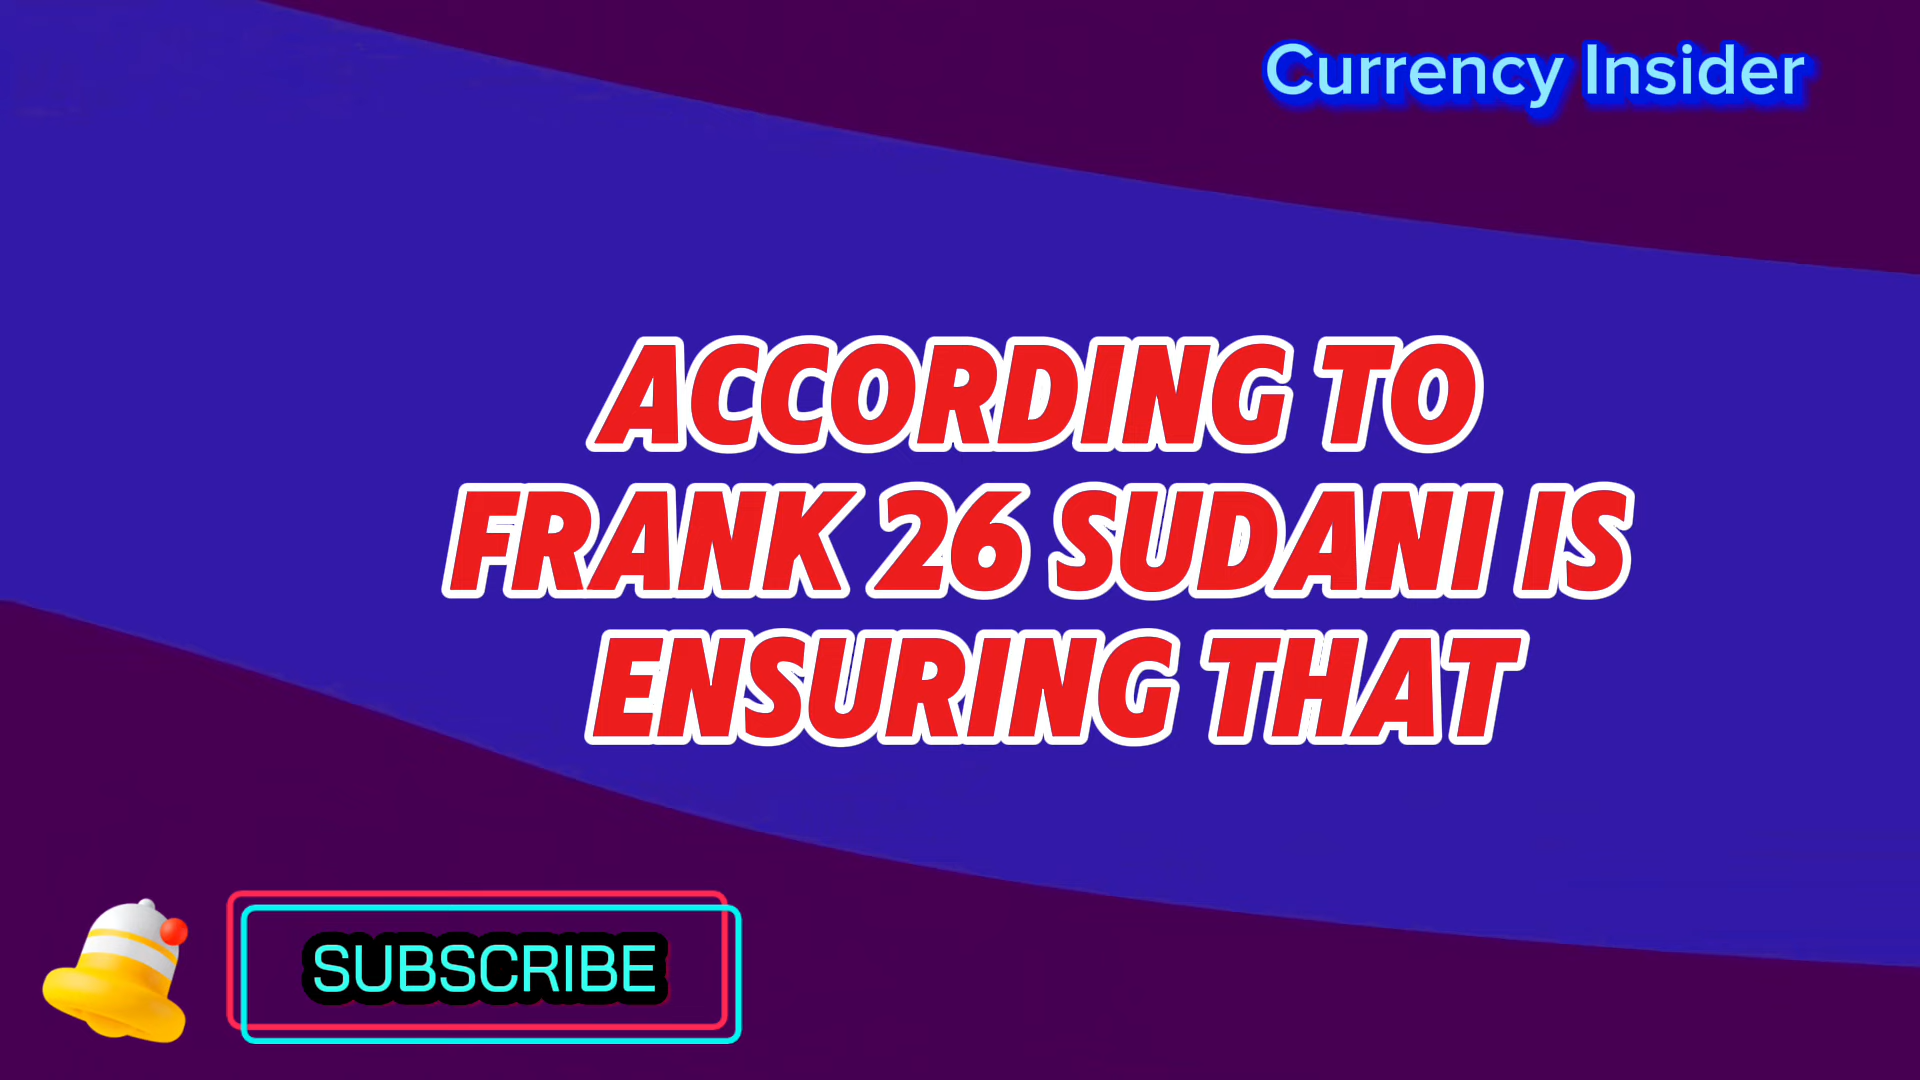 Currency Insider
ACCORDING TO
FRANK 26 SUDANI IS
ENSURING THAT
SUBSCRIBE